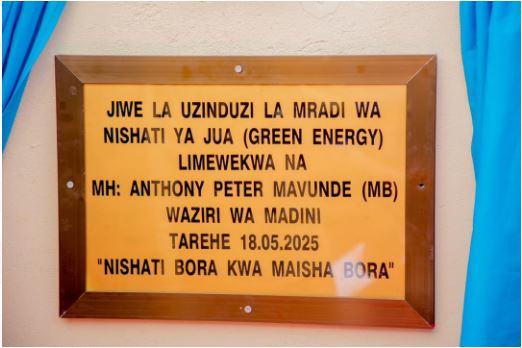 JIWE LA UZINDUZI LA MRADI WA
NISHATI YA JUA (GREEN ENERGY)
LIMEWEKWA NA
MH: ANTHONY PETER MAVUNDE (MB)
WAZIRI WA MADINI
TAREHE 18.05.2025
"NISHATI BORA KWA MAISHA BORA"